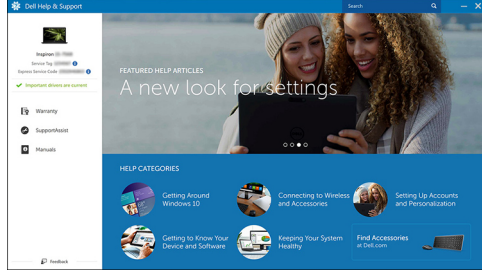 Dell Help & Support
Search
Inspiron
Service Tag
Express Service Code
Important drivers are current
Warranty
SupportAssist
Manuals
Feedback
FEATURED HELP ARTICLES
A new look for settings
HELP CATEGORIES
Getting Around
Windows 10
Connecting to Wireless
and Accessories
Setting Up Accounts
and Personalization
Getting to Know Your
Device and Software
Keeping Your System
Healthy
Find Accessories
at Dell.com